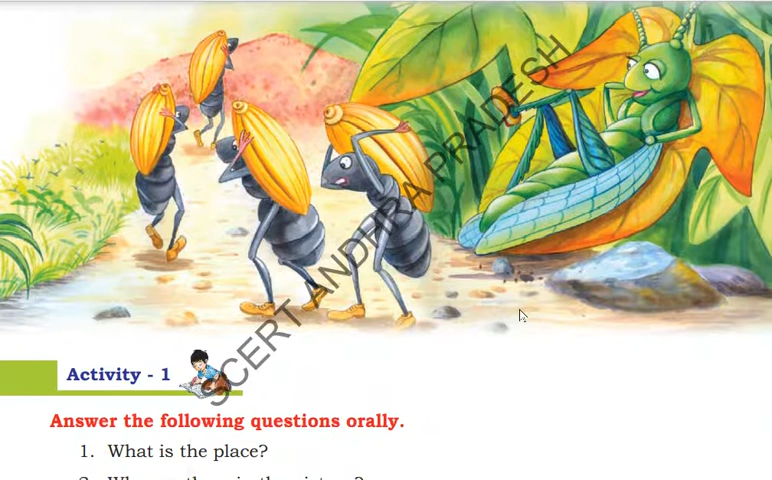 SCERT ANDHRA PRADESH
Activity - 1
Answer the following questions orally.
1. What is the place?